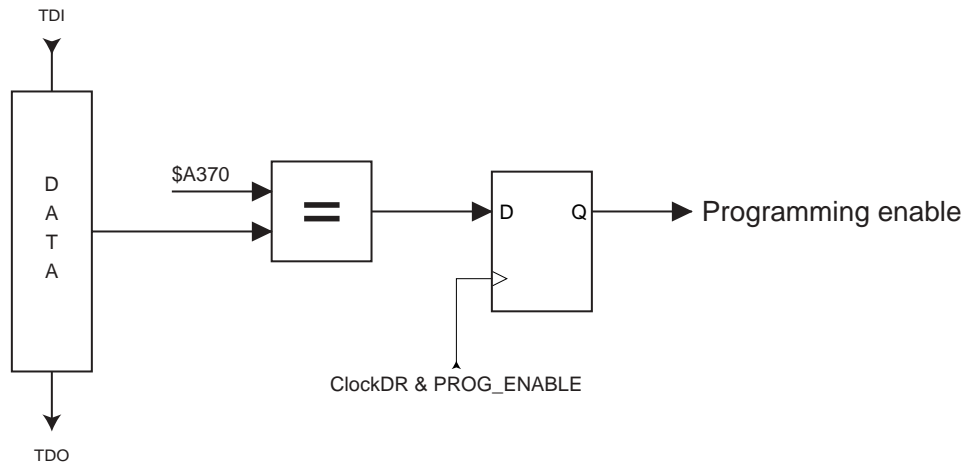 TDI
D
A
T
A
$A370
=
D
Q
Programming enable
ClockDR & PROG_ENABLE
TDO